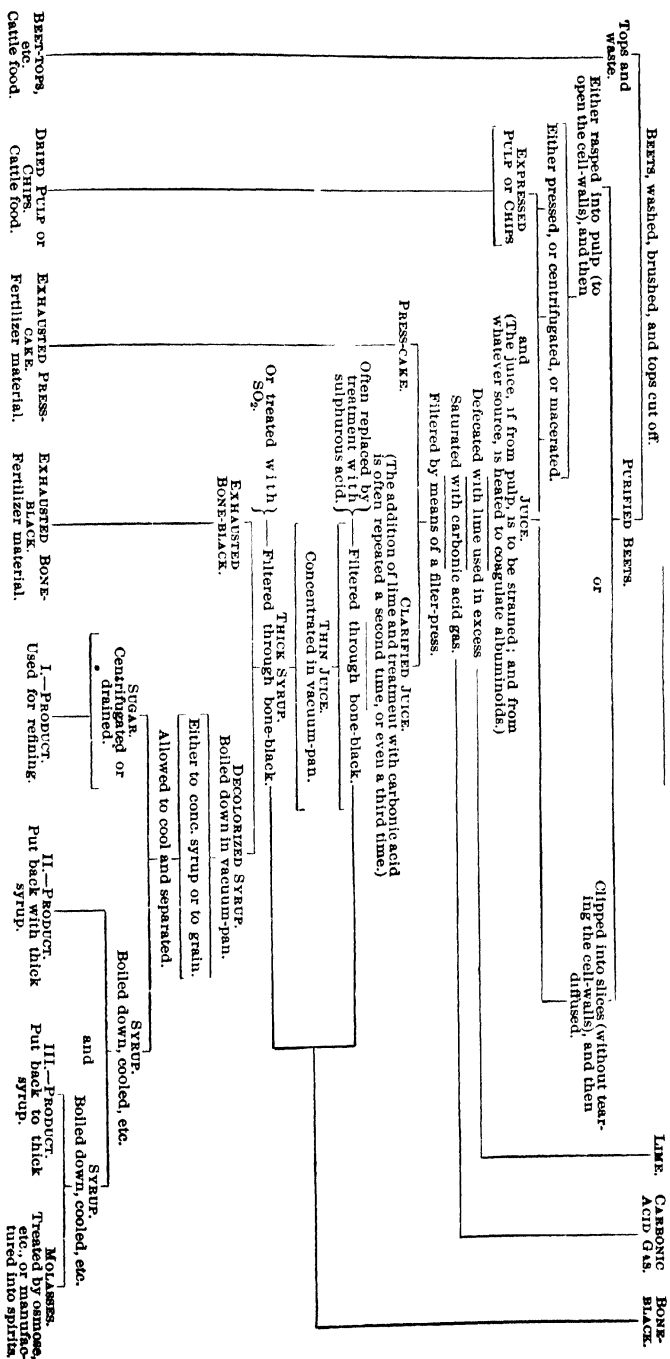 BEETS, washed, brushed, and tops cut off.
LIME.
CARBONIC
ACID GAS.
BONE-
BLACK.
Tops and
waste.
PURIFIED BEETS.
Either rasped into pulp (to
open the cell-walls), and then
or
Clipped into slices (without tear-
ing the cell-walls), and then
diffused.
Either pressed, or centrifugated, or macerated.
EXPRESSED
PULP OR CHIPS
and
JUICE.
(The juice, if from pulp, is to be strained; and from
whatever source, is heated to coagulate albuminoids.)
Defecated with lime used in excess
Saturated with carbonic acid gas.
Filtered by means of a filter-press.
PRESS-CAKE.
CLARIFIED JUICE.
(The addition of lime and treatment with carbonic acid
is often repeated a second time, or even a third time.)
Often replaced by
treatment with
sulphurous acid.
Filtered through bone-black.
THIN JUICE.
Concentrated in vacuum-pan.
THICK SYRUP.
Or treated with
SO₂.
Filtered through bone-black.
EXHAUSTED
BONE-BLACK.
DECOLORIZED SYRUP.
Boiled down in vacuum-pan.
Either to conc. syrup or to grain.
Allowed to cool and separated.
SUGAR.
Centrifugated or
drained.
SYRUP.
Boiled down, cooled, etc.
and
SYRUP.
Boiled down, cooled, etc.
BEET-TOPS,
etc.
Cattle food.
DRIED PULP OR
CHIPS.
Cattle food.
EXHAUSTED PRESS-
CAKE.
Fertilizer material.
EXHAUSTED BONE-
BLACK.
Fertilizer material.
I.—PRODUCT.
Used for refining.
II.—PRODUCT.
Put back with thick
syrup.
III.—PRODUCT.
Put back to thick
syrup.
MOLASSES.
Treated by osmose,
etc., or manufac-
tured into spirits.